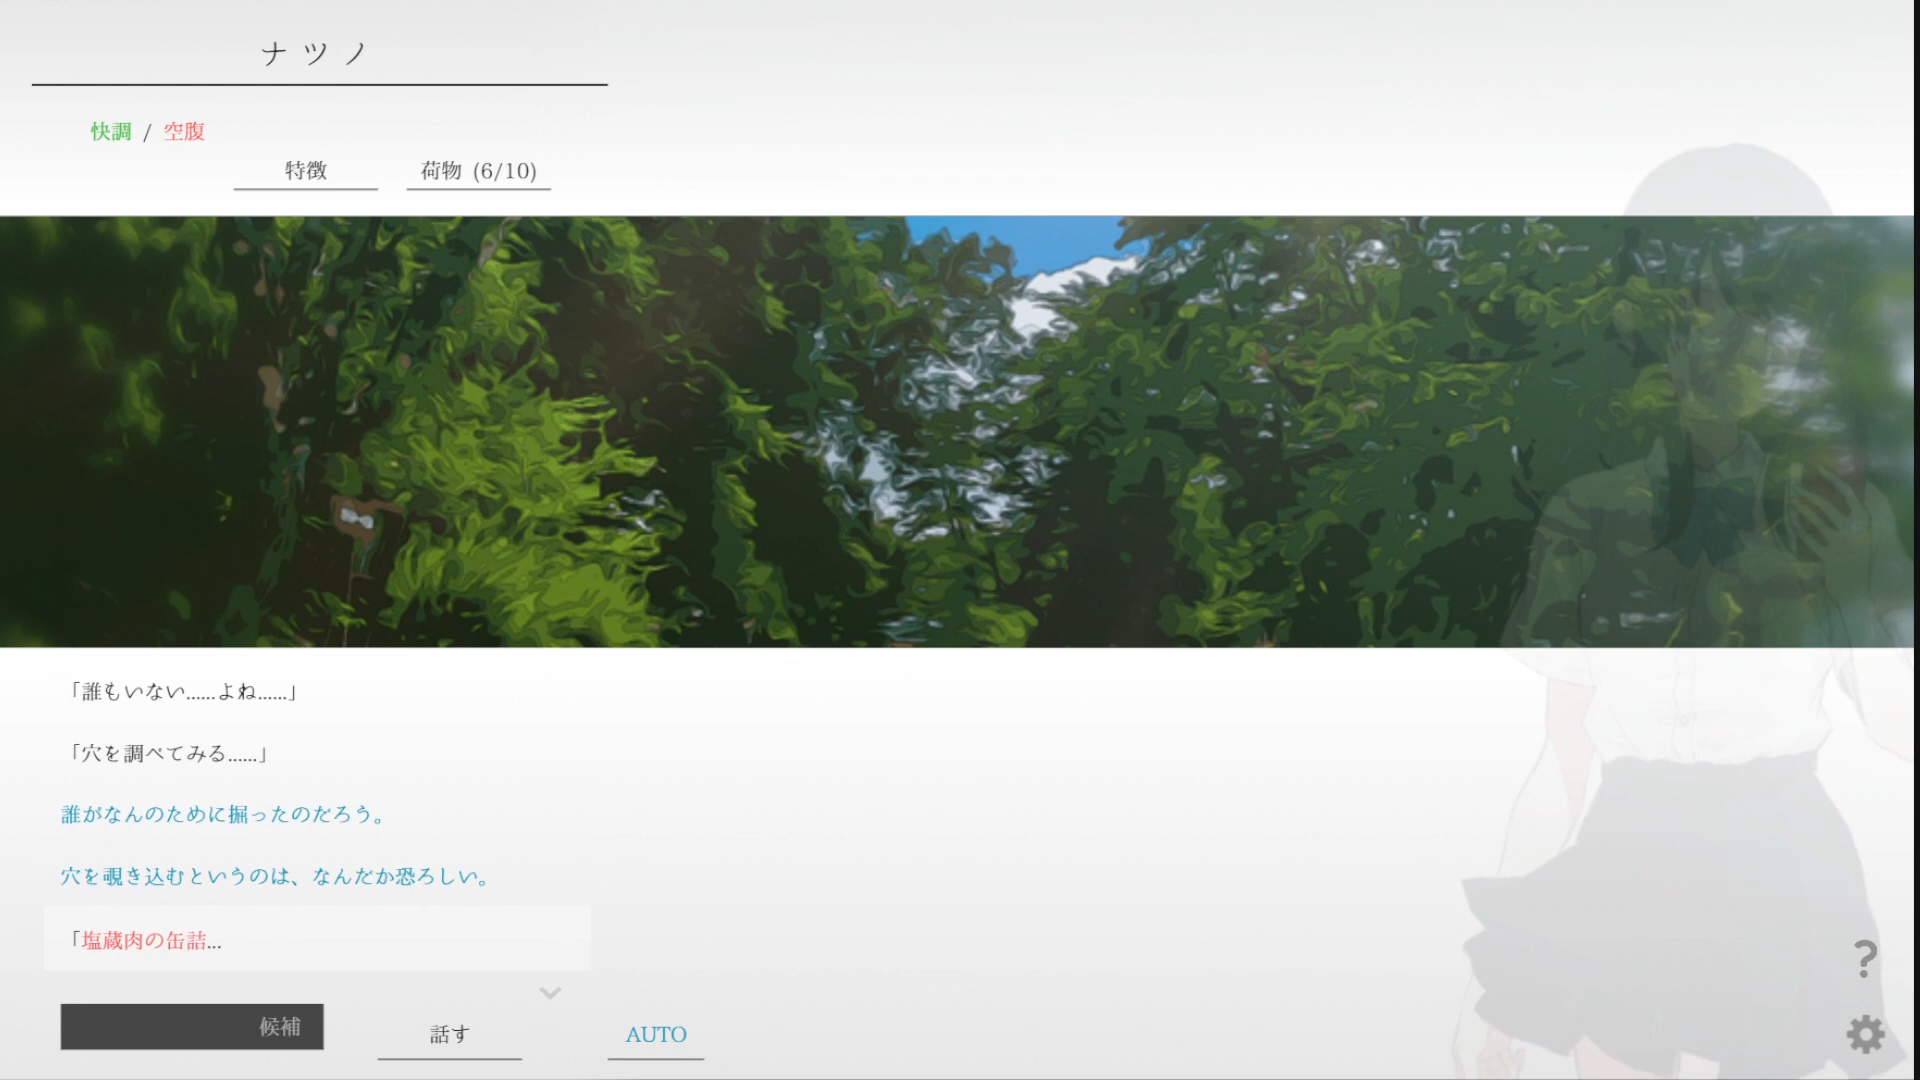 ナツノ
快調 / 空腹
特徴 荷物 (6/10)
「誰もいない……よね……」
「穴を調べてみる……」
誰がなんのために掘ったのだろう。
穴を覗き込むというのは、なんだか恐ろしい。
「塩蔵肉の缶詰…
候補 話す AUTO
?